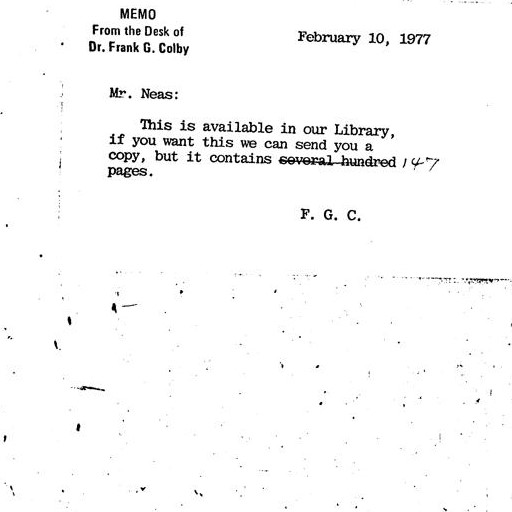 MEMO
From the Desk of
Dr. Frank G. Colby
February 10, 1977
Mr. Neas:
This is available in our Library,
if you want this we can send you a
copy, but it contains several hundred 147
pages.
F. G. C.